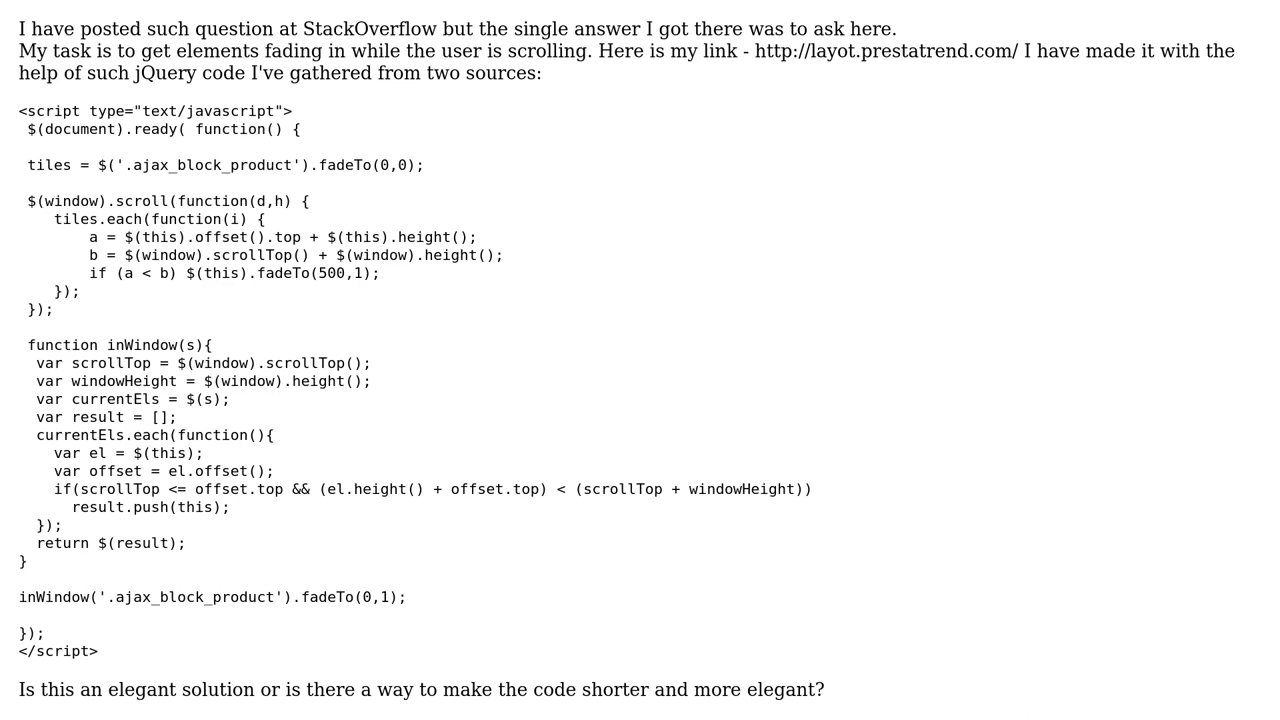 I have posted such question at StackOverflow but the single answer I got there was to ask here.
My task is to get elements fading in while the user is scrolling. Here is my link - http://layot.prestatrend.com/ I have made it with the
help of such jQuery code I've gathered from two sources:
<script type="text/javascript">
 $(document).ready( function() {
 tiles = $('.ajax_block_product').fadeTo(0,0);
 $(window).scroll(function(d,h) {
    tiles.each(function(i) {
        a = $(this).offset().top + $(this).height();
        b = $(window).scrollTop() + $(window).height();
        if (a < b) $(this).fadeTo(500,1);
    });
 });
 function inWindow(s){
  var scrollTop = $(window).scrollTop();
  var windowHeight = $(window).height();
  var currentEls = $(s);
  var result = [];
  currentEls.each(function(){
    var el = $(this);
    var offset = el.offset();
    if(scrollTop <= offset.top && (el.height() + offset.top) < (scrollTop + windowHeight))
      result.push(this);
  });
  return $(result);
}
inWindow('.ajax_block_product').fadeTo(0,1);
});
</script>
Is this an elegant solution or is there a way to make the code shorter and more elegant?